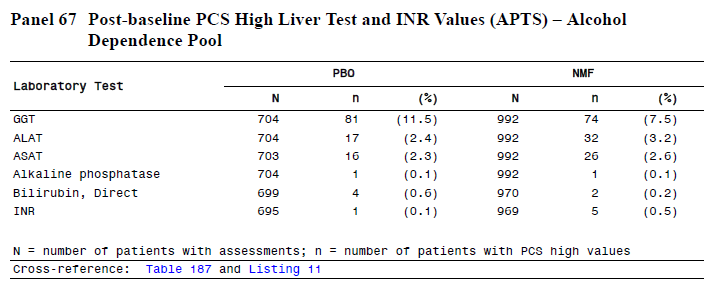 Panel 67 Post-baseline PCS High Liver Test and INR Values (APTS) – Alcohol
Dependence Pool
PBO NMF
Laboratory Test
N n (%) N n (%)
GGT 704 81 (11.5) 992 74 (7.5)
ALAT 704 17 (2.4) 992 32 (3.2)
ASAT 703 16 (2.3) 992 26 (2.6)
Alkaline phosphatase 704 1 (0.1) 992 1 (0.1)
Bilirubin, Direct 699 4 (0.6) 970 2 (0.2)
INR 695 1 (0.1) 969 5 (0.5)
N = number of patients with assessments; n = number of patients with PCS high values
Cross-reference: Table 187 and Listing 11